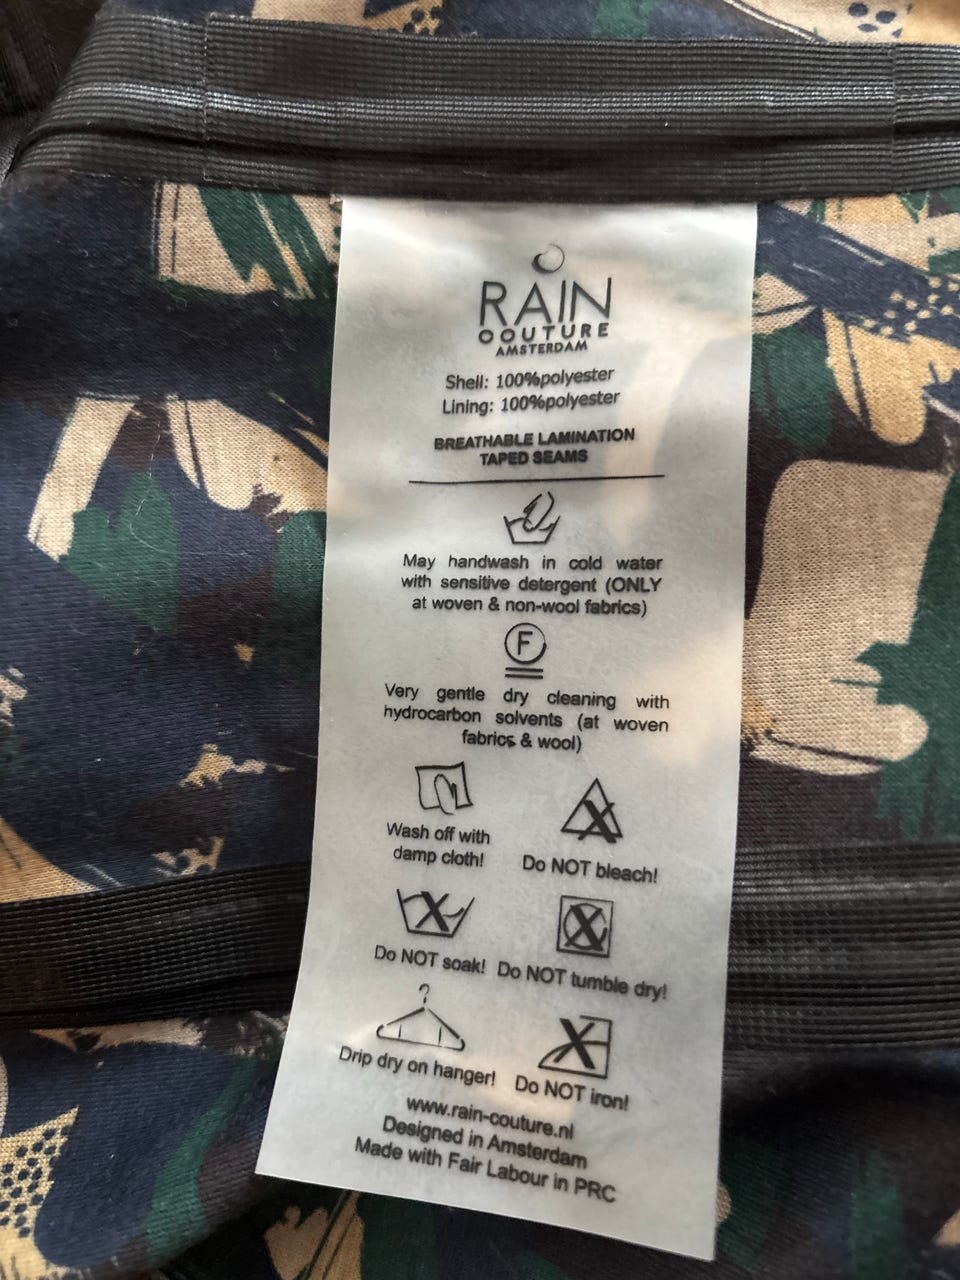 RAIN
COUTURE
AMSTERDAM
Shell: 100%polyester
Lining: 100%polyester
BREATHABLE LAMINATION
TAPED SEAMS
May handwash in cold water
with sensitive detergent (ONLY
at woven & non-wool fabrics)
F
Very gentle dry cleaning with
hydrocarbon solvents (at woven
fabrics & wool)
Wash off with
damp cloth!
Do NOT bleach!
Do NOT soak!
Do NOT tumble dry!
Drip dry on hanger!
Do NOT iron!
www.rain-couture.nl
Designed in Amsterdam
Made with Fair Labour in PRC